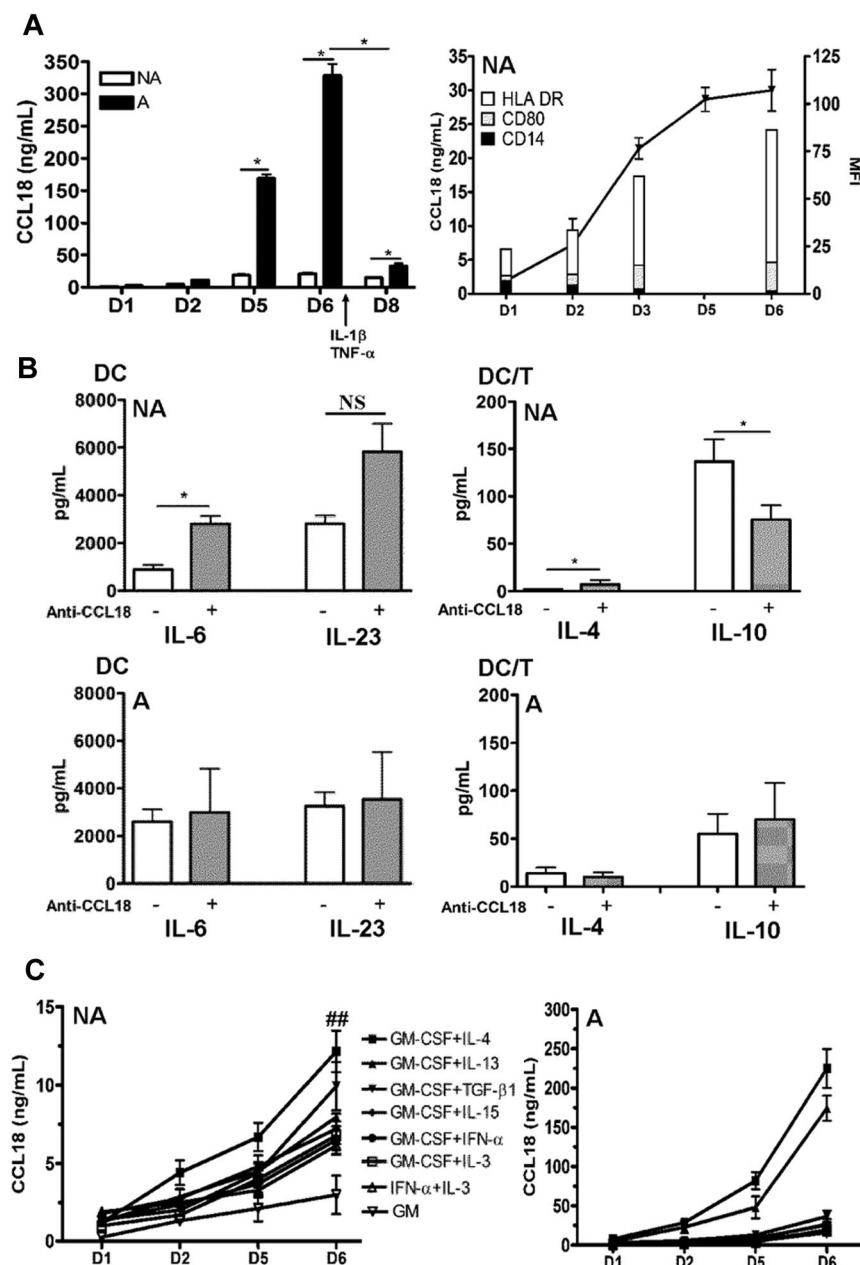 A
CCL18 (ng/mL)
350
300
250
200
150
100
50
0
NA
A
*
*
*
*
D1 D2 D5 D6 D8
IL-1β
TNF-α
CCL18 (ng/mL)
35
30
25
20
15
10
5
0
NA
HLA DR
CD80
CD14
125
100
75
50
25
0
MFI
D1 D2 D3 D5 D6
B
DC
NA
pg/mL
8000
6000
4000
2000
0
*
NS
Anti-CCL18 - + - +
IL-6 IL-23
DC/T
NA
pg/mL
200
150
100
50
0
*
*
Anti-CCL18 - + - +
IL-4 IL-10
DC
A
pg/mL
8000
6000
4000
2000
0
Anti-CCL18 - + - +
IL-6 IL-23
DC/T
A
pg/mL
200
150
100
50
0
Anti-CCL18 - + - +
IL-4 IL-10
C
NA
CCL18 (ng/mL)
15
10
5
0
##
D1 D2 D5 D6
GM-CSF+IL-4
GM-CSF+IL-13
GM-CSF+TGF-β1
GM-CSF+IL-15
GM-CSF+IFN-α
GM-CSF+IL-3
IFN-α+IL-3
GM
A
CCL18 (ng/mL)
300
250
200
150
100
75
50
25
0
D1 D2 D5 D6